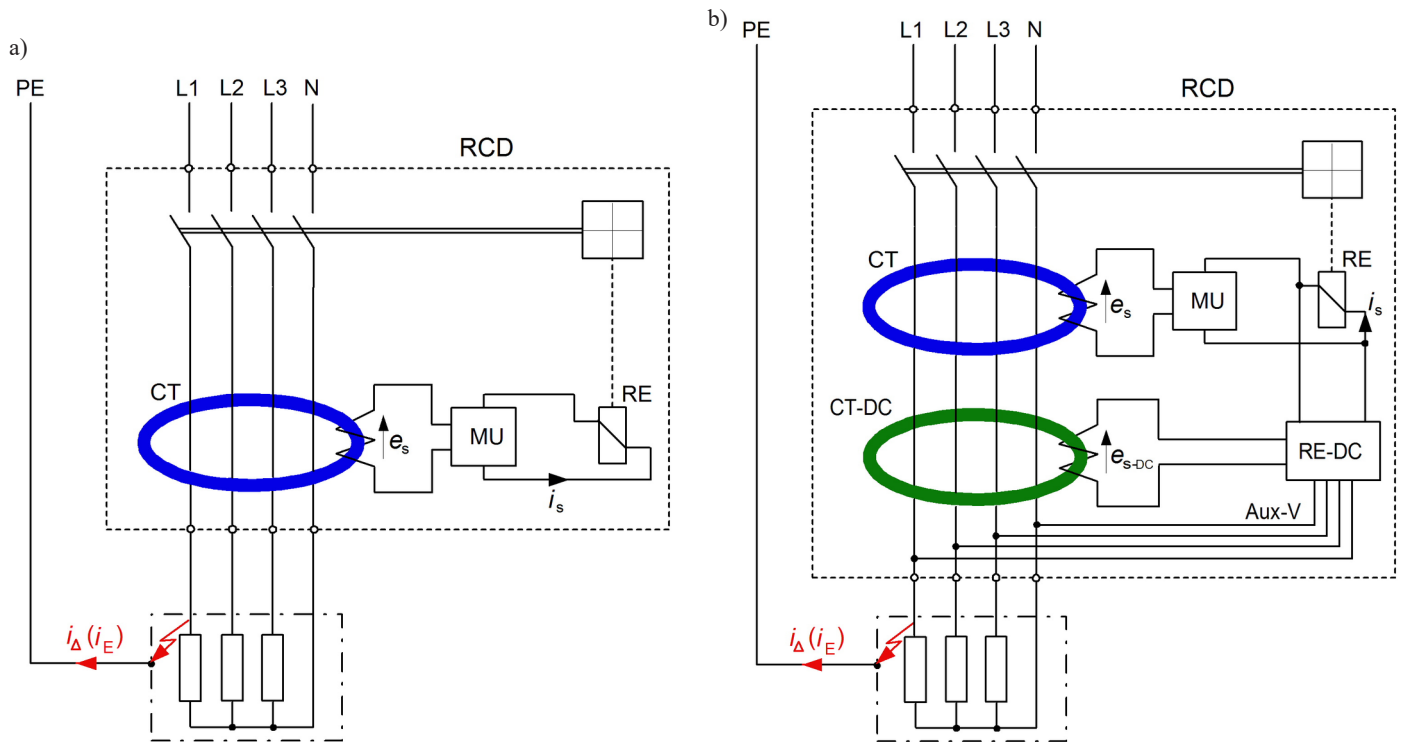 a)
PE L1 L2 L3 N
RCD
CT
RE
MU
es
is
iΔ(iE)
b)
PE L1 L2 L3 N
RCD
CT
RE
MU
es
is
CT-DC
es-DC
RE-DC
Aux-V
iΔ(iE)